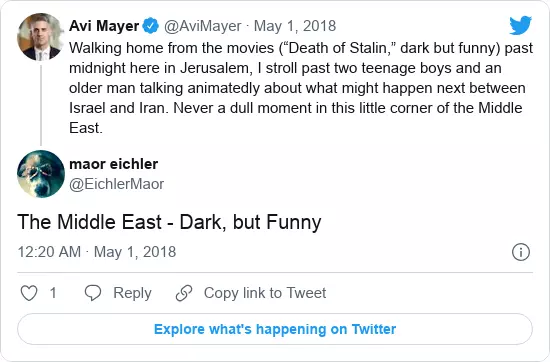 Avi Mayer @AviMayer · May 1, 2018
Walking home from the movies (“Death of Stalin,” dark but funny) past
midnight here in Jerusalem, I stroll past two teenage boys and an
older man talking animatedly about what might happen next between
Israel and Iran. Never a dull moment in this little corner of the Middle
East.
maor eichler
@EichlerMaor
The Middle East - Dark, but Funny
12:20 AM · May 1, 2018
1 Reply Copy link to Tweet
Explore what's happening on Twitter